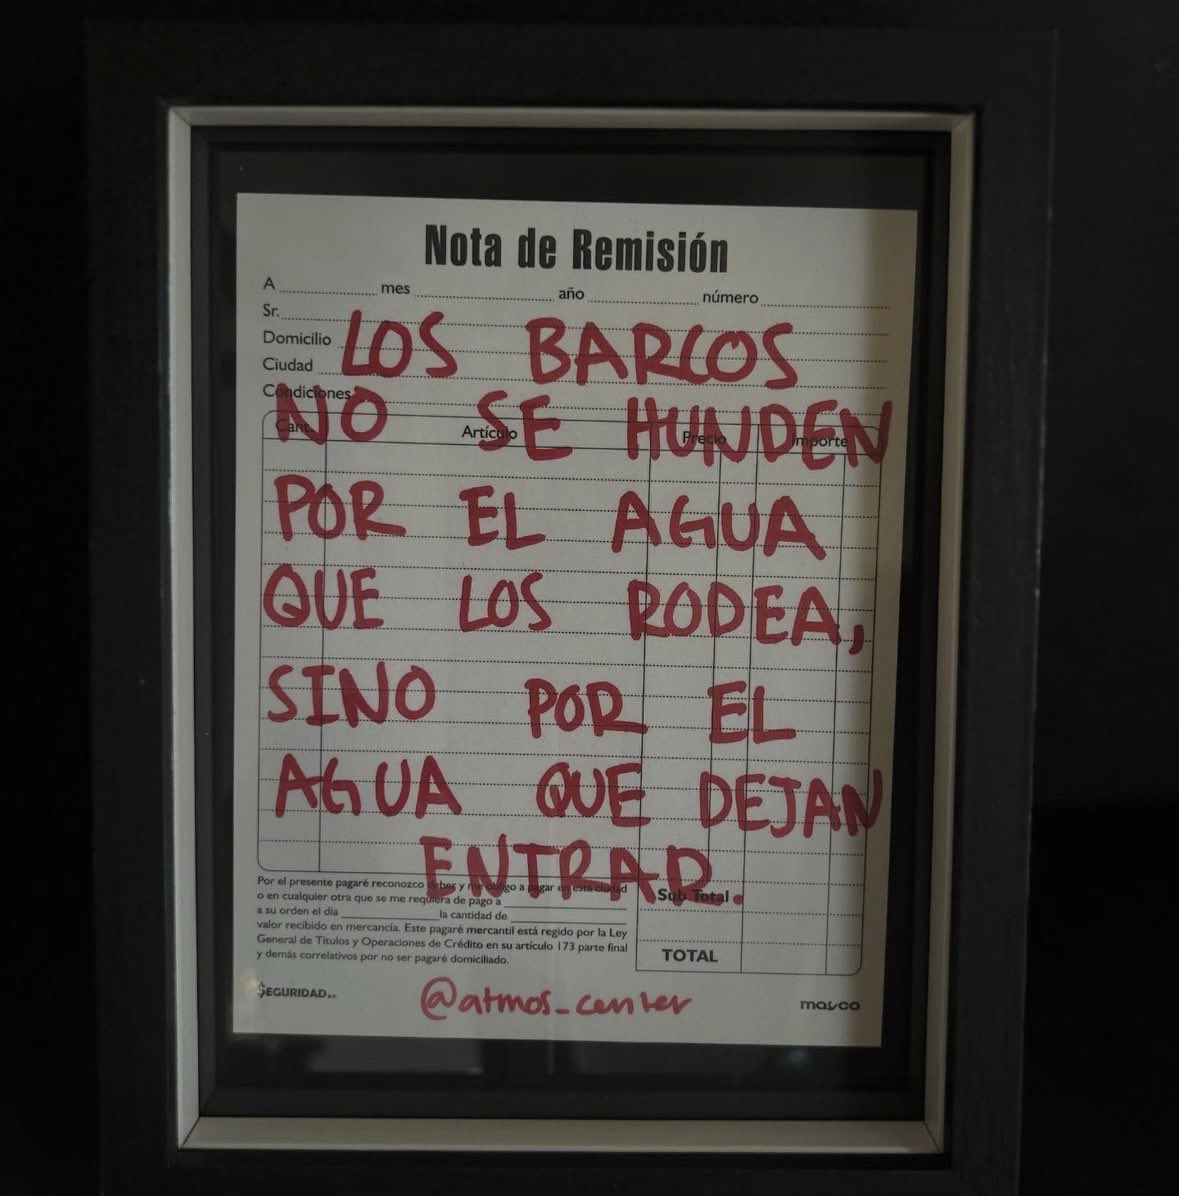 Nota de Remisión
A mes año número
Sr.
Domicilio
Ciudad
Condiciones
LOS BARCOS
NO SE HUNDEN
Cant. Artículo Precio Importe
POR EL AGUA
QUE LOS RODEA,
SINO POR EL
AGUA QUE DEJAN
ENTRAR.
Por el presente pagaré reconozco deber y me obligo a pagar en esta ciudad
o en cualquier otra que se me requiera de pago a
a su orden el día la cantidad de
valor recibido en mercancía. Este pagaré mercantil está regido por la Ley
General de Títulos y Operaciones de Crédito en su artículo 173 parte final
y demás correlativos por no ser pagaré domiciliado.
Sub Total
TOTAL
SEGURIDAD
@atmos_center
masco